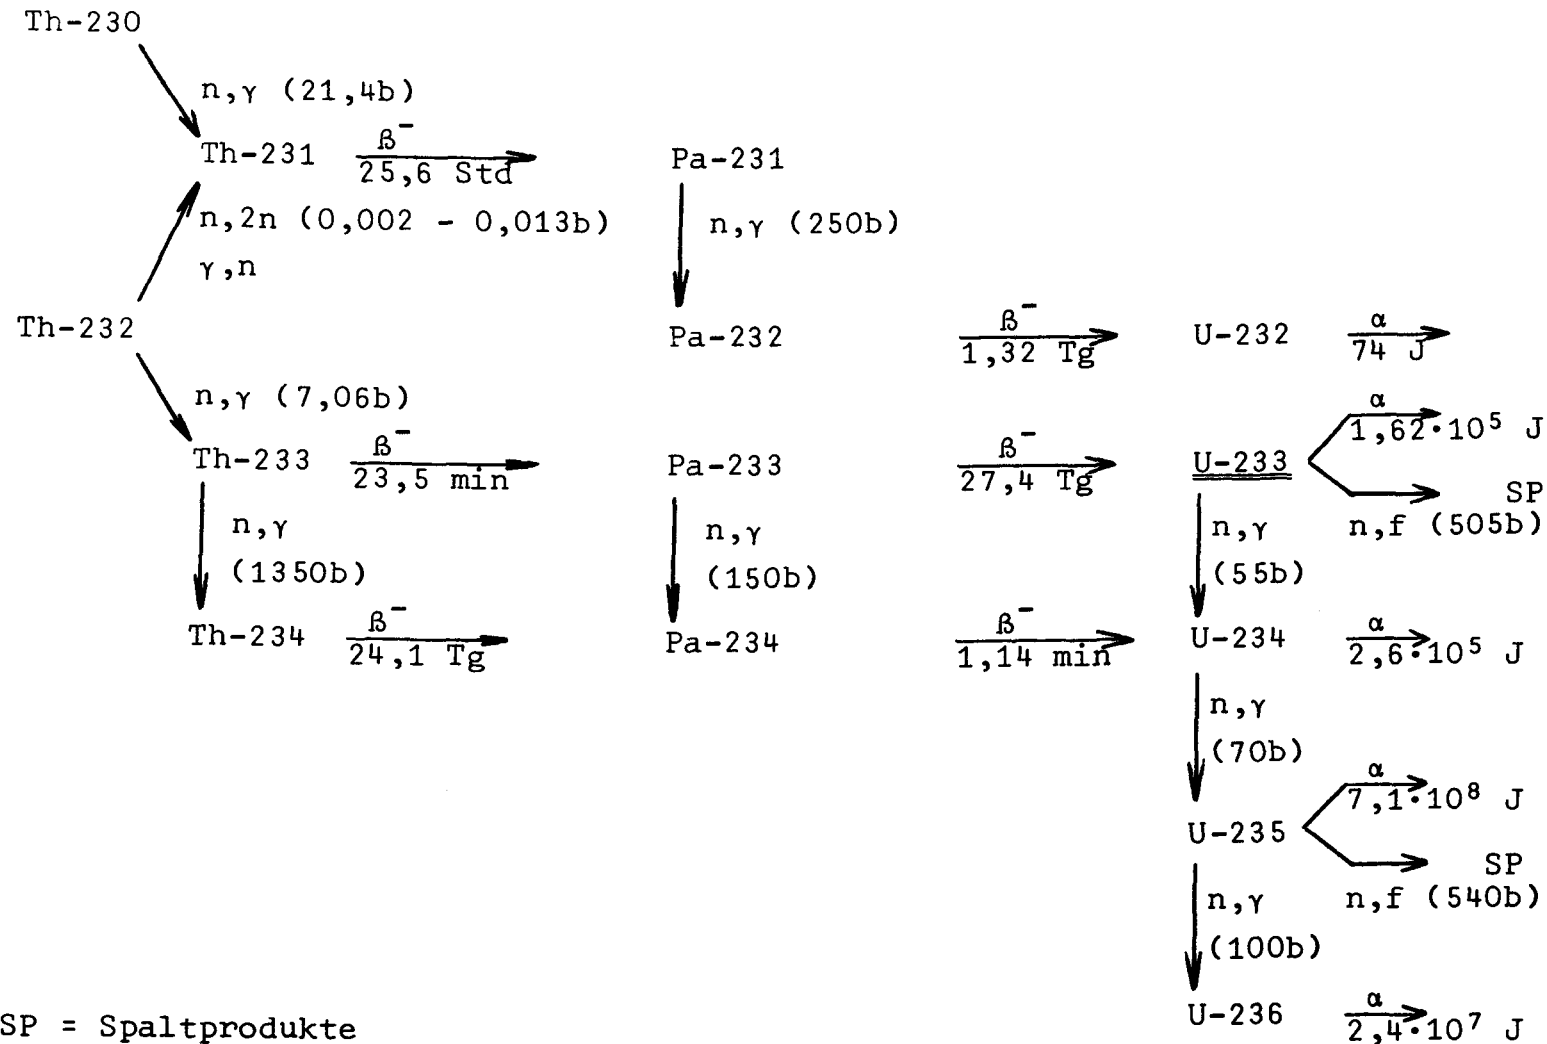 Th-230
n,γ (21,4b)
Th-231
β⁻
25,6 Std
Pa-231
n,2n (0,002 - 0,013b)
γ,n
n,γ (250b)
Th-232
Pa-232
β⁻
1,32 Tg
U-232
α
74 J
n,γ (7,06b)
Th-233
β⁻
23,5 min
Pa-233
β⁻
27,4 Tg
U-233
α
1,62·10⁵ J
SP
n,f (505b)
n,γ
(1350b)
n,γ
(150b)
n,γ
(55b)
Th-234
β⁻
24,1 Tg
Pa-234
β⁻
1,14 min
U-234
α
2,6·10⁵ J
n,γ
(70b)
U-235
α
7,1·10⁸ J
SP
n,f (540b)
n,γ
(100b)
U-236
α
2,4·10⁷ J
SP = Spaltprodukte